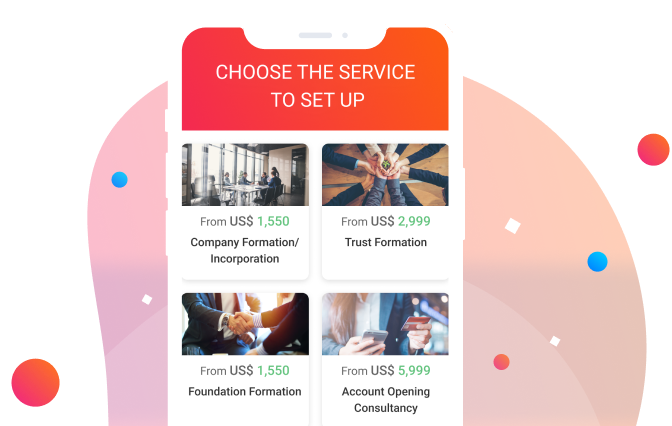 CHOOSE THE SERVICE
TO SET UP
From US$ 1,550
Company Formation/
Incorporation
From US$ 2,999
Trust Formation
From US$ 1,550
Foundation Formation
From US$ 5,999
Account Opening
Consultancy